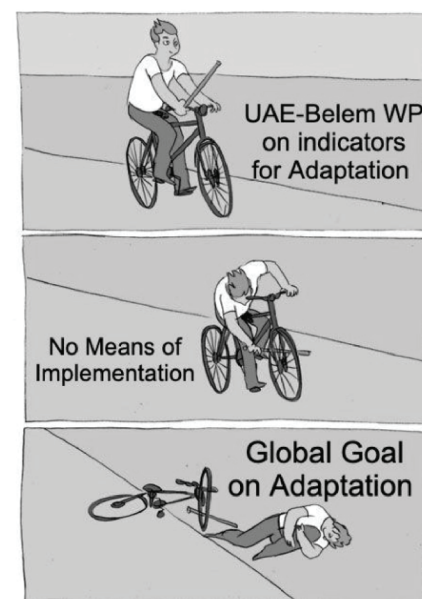 UAE-Belem WP
on indicators
for Adaptation
No Means of
Implementation
Global Goal
on Adaptation